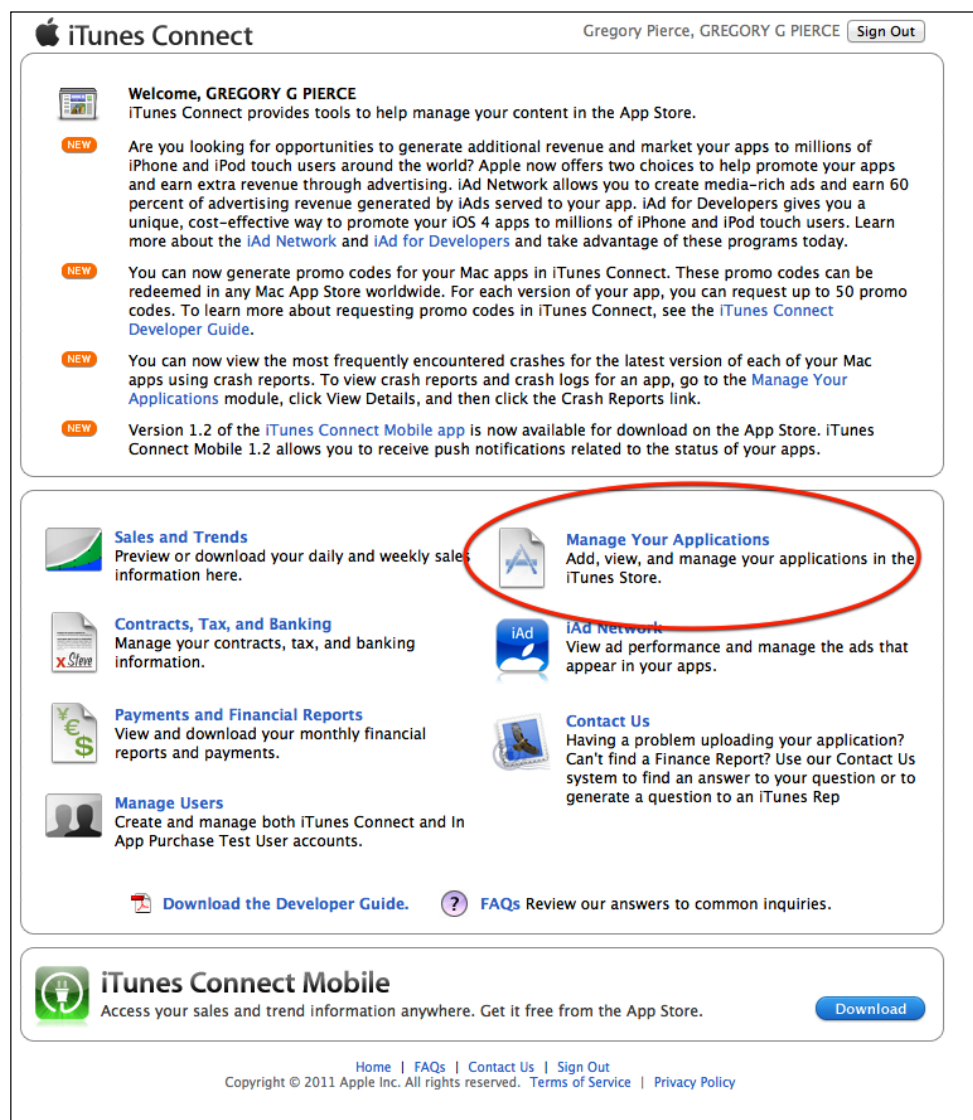 iTunes Connect
Gregory Pierce, GREGORY G PIERCE
Sign Out
Welcome, GREGORY G PIERCE
iTunes Connect provides tools to help manage your content in the App Store.
NEW
Are you looking for opportunities to generate additional revenue and market your apps to millions of
iPhone and iPod touch users around the world? Apple now offers two choices to help promote your apps
and earn extra revenue through advertising. iAd Network allows you to create media-rich ads and earn 60
percent of advertising revenue generated by iAds served to your app. iAd for Developers gives you a
unique, cost-effective way to promote your iOS 4 apps to millions of iPhone and iPod touch users. Learn
more about the iAd Network and iAd for Developers and take advantage of these programs today.
NEW
You can now generate promo codes for your Mac apps in iTunes Connect. These promo codes can be
redeemed in any Mac App Store worldwide. For each version of your app, you can request up to 50 promo
codes. To learn more about requesting promo codes in iTunes Connect, see the iTunes Connect
Developer Guide.
NEW
You can now view the most frequently encountered crashes for the latest version of each of your Mac
apps using crash reports. To view crash reports and crash logs for an app, go to the Manage Your
Applications module, click View Details, and then click the Crash Reports link.
NEW
Version 1.2 of the iTunes Connect Mobile app is now available for download on the App Store. iTunes
Connect Mobile 1.2 allows you to receive push notifications related to the status of your apps.
Sales and Trends
Preview or download your daily and weekly sales
information here.
Manage Your Applications
Add, view, and manage your applications in the
iTunes Store.
X Steve
Contracts, Tax, and Banking
Manage your contracts, tax, and banking
information.
iAd
iAd Network
View ad performance and manage the ads that
appear in your apps.
¥ € $
Payments and Financial Reports
View and download your monthly financial
reports and payments.
Contact Us
Having a problem uploading your application?
Can't find a Finance Report? Use our Contact Us
system to find an answer to your question or to
generate a question to an iTunes Rep
Manage Users
Create and manage both iTunes Connect and In
App Purchase Test User accounts.
Download the Developer Guide.
? FAQs Review our answers to common inquiries.
iTunes Connect Mobile
Access your sales and trend information anywhere. Get it free from the App Store.
Download
Home | FAQs | Contact Us | Sign Out
Copyright © 2011 Apple Inc. All rights reserved. Terms of Service | Privacy Policy